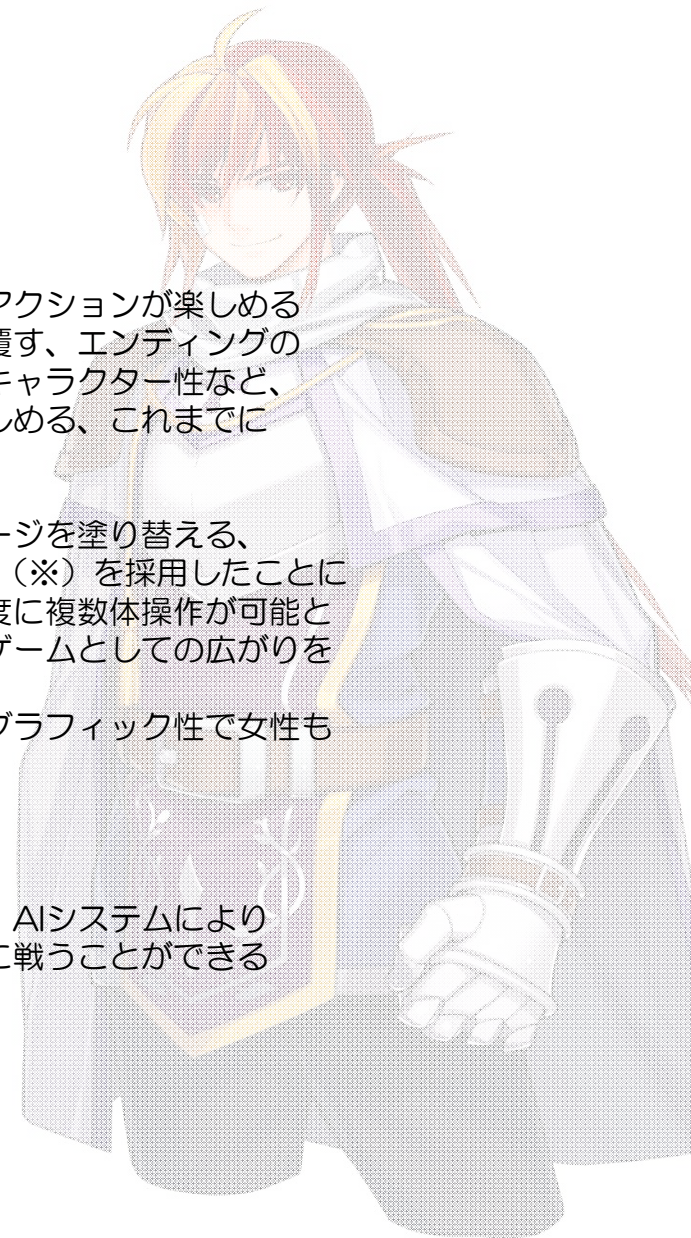 アクションが楽しめる
覆す、エンディングの
キャラクター性など、
しめる、これまでに
ージを塗り替える、
（※）を採用したことに
度に複数体操作が可能と
ゲームとしての広がりを
グラフィック性で女性も
AIシステムにより
に戦うことができる